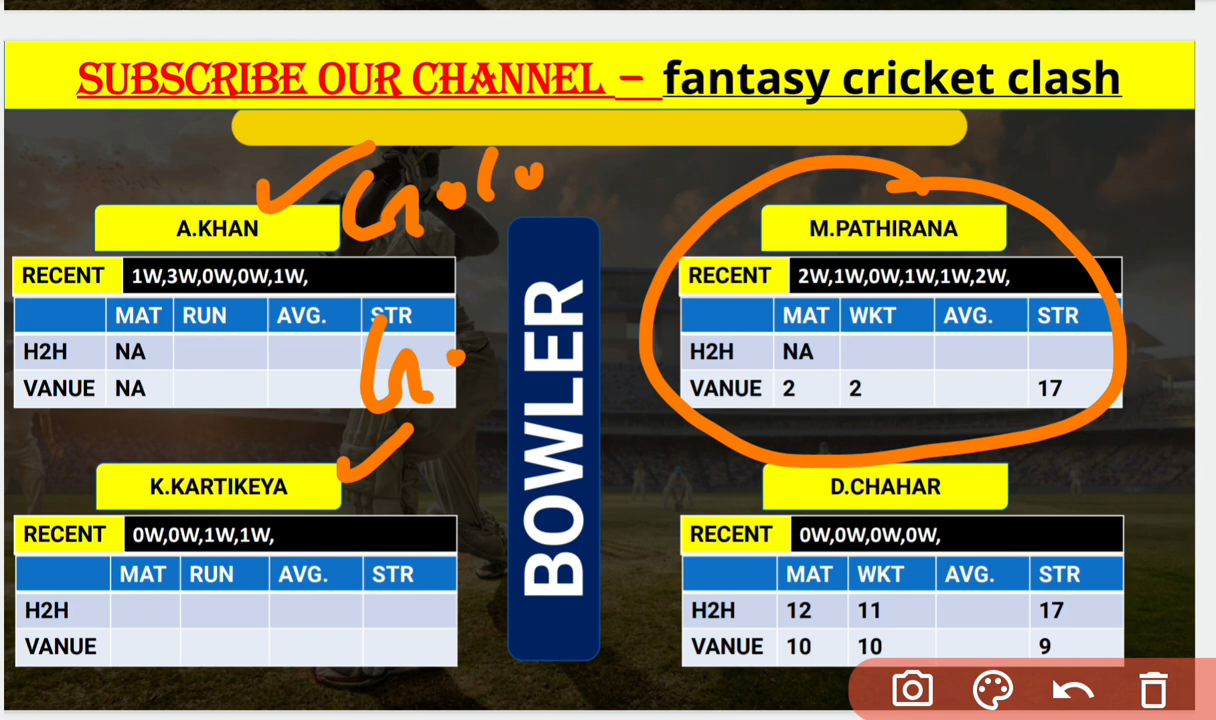 SUBSCRIBE OUR CHANNEL – fantasy cricket clash
A.KHAN
RECENT 1W,3W,0W,0W,1W,
MAT RUN AVG. STR
H2H NA
VANUE NA
K.KARTIKEYA
RECENT 0W,0W,1W,1W,
MAT RUN AVG. STR
H2H
VANUE
BOWLER
M.PATHIRANA
RECENT 2W,1W,0W,1W,1W,2W,
MAT WKT AVG. STR
H2H NA
VANUE 2 2 17
D.CHAHAR
RECENT 0W,0W,0W,0W,
MAT WKT AVG. STR
H2H 12 11 17
VANUE 10 10 9